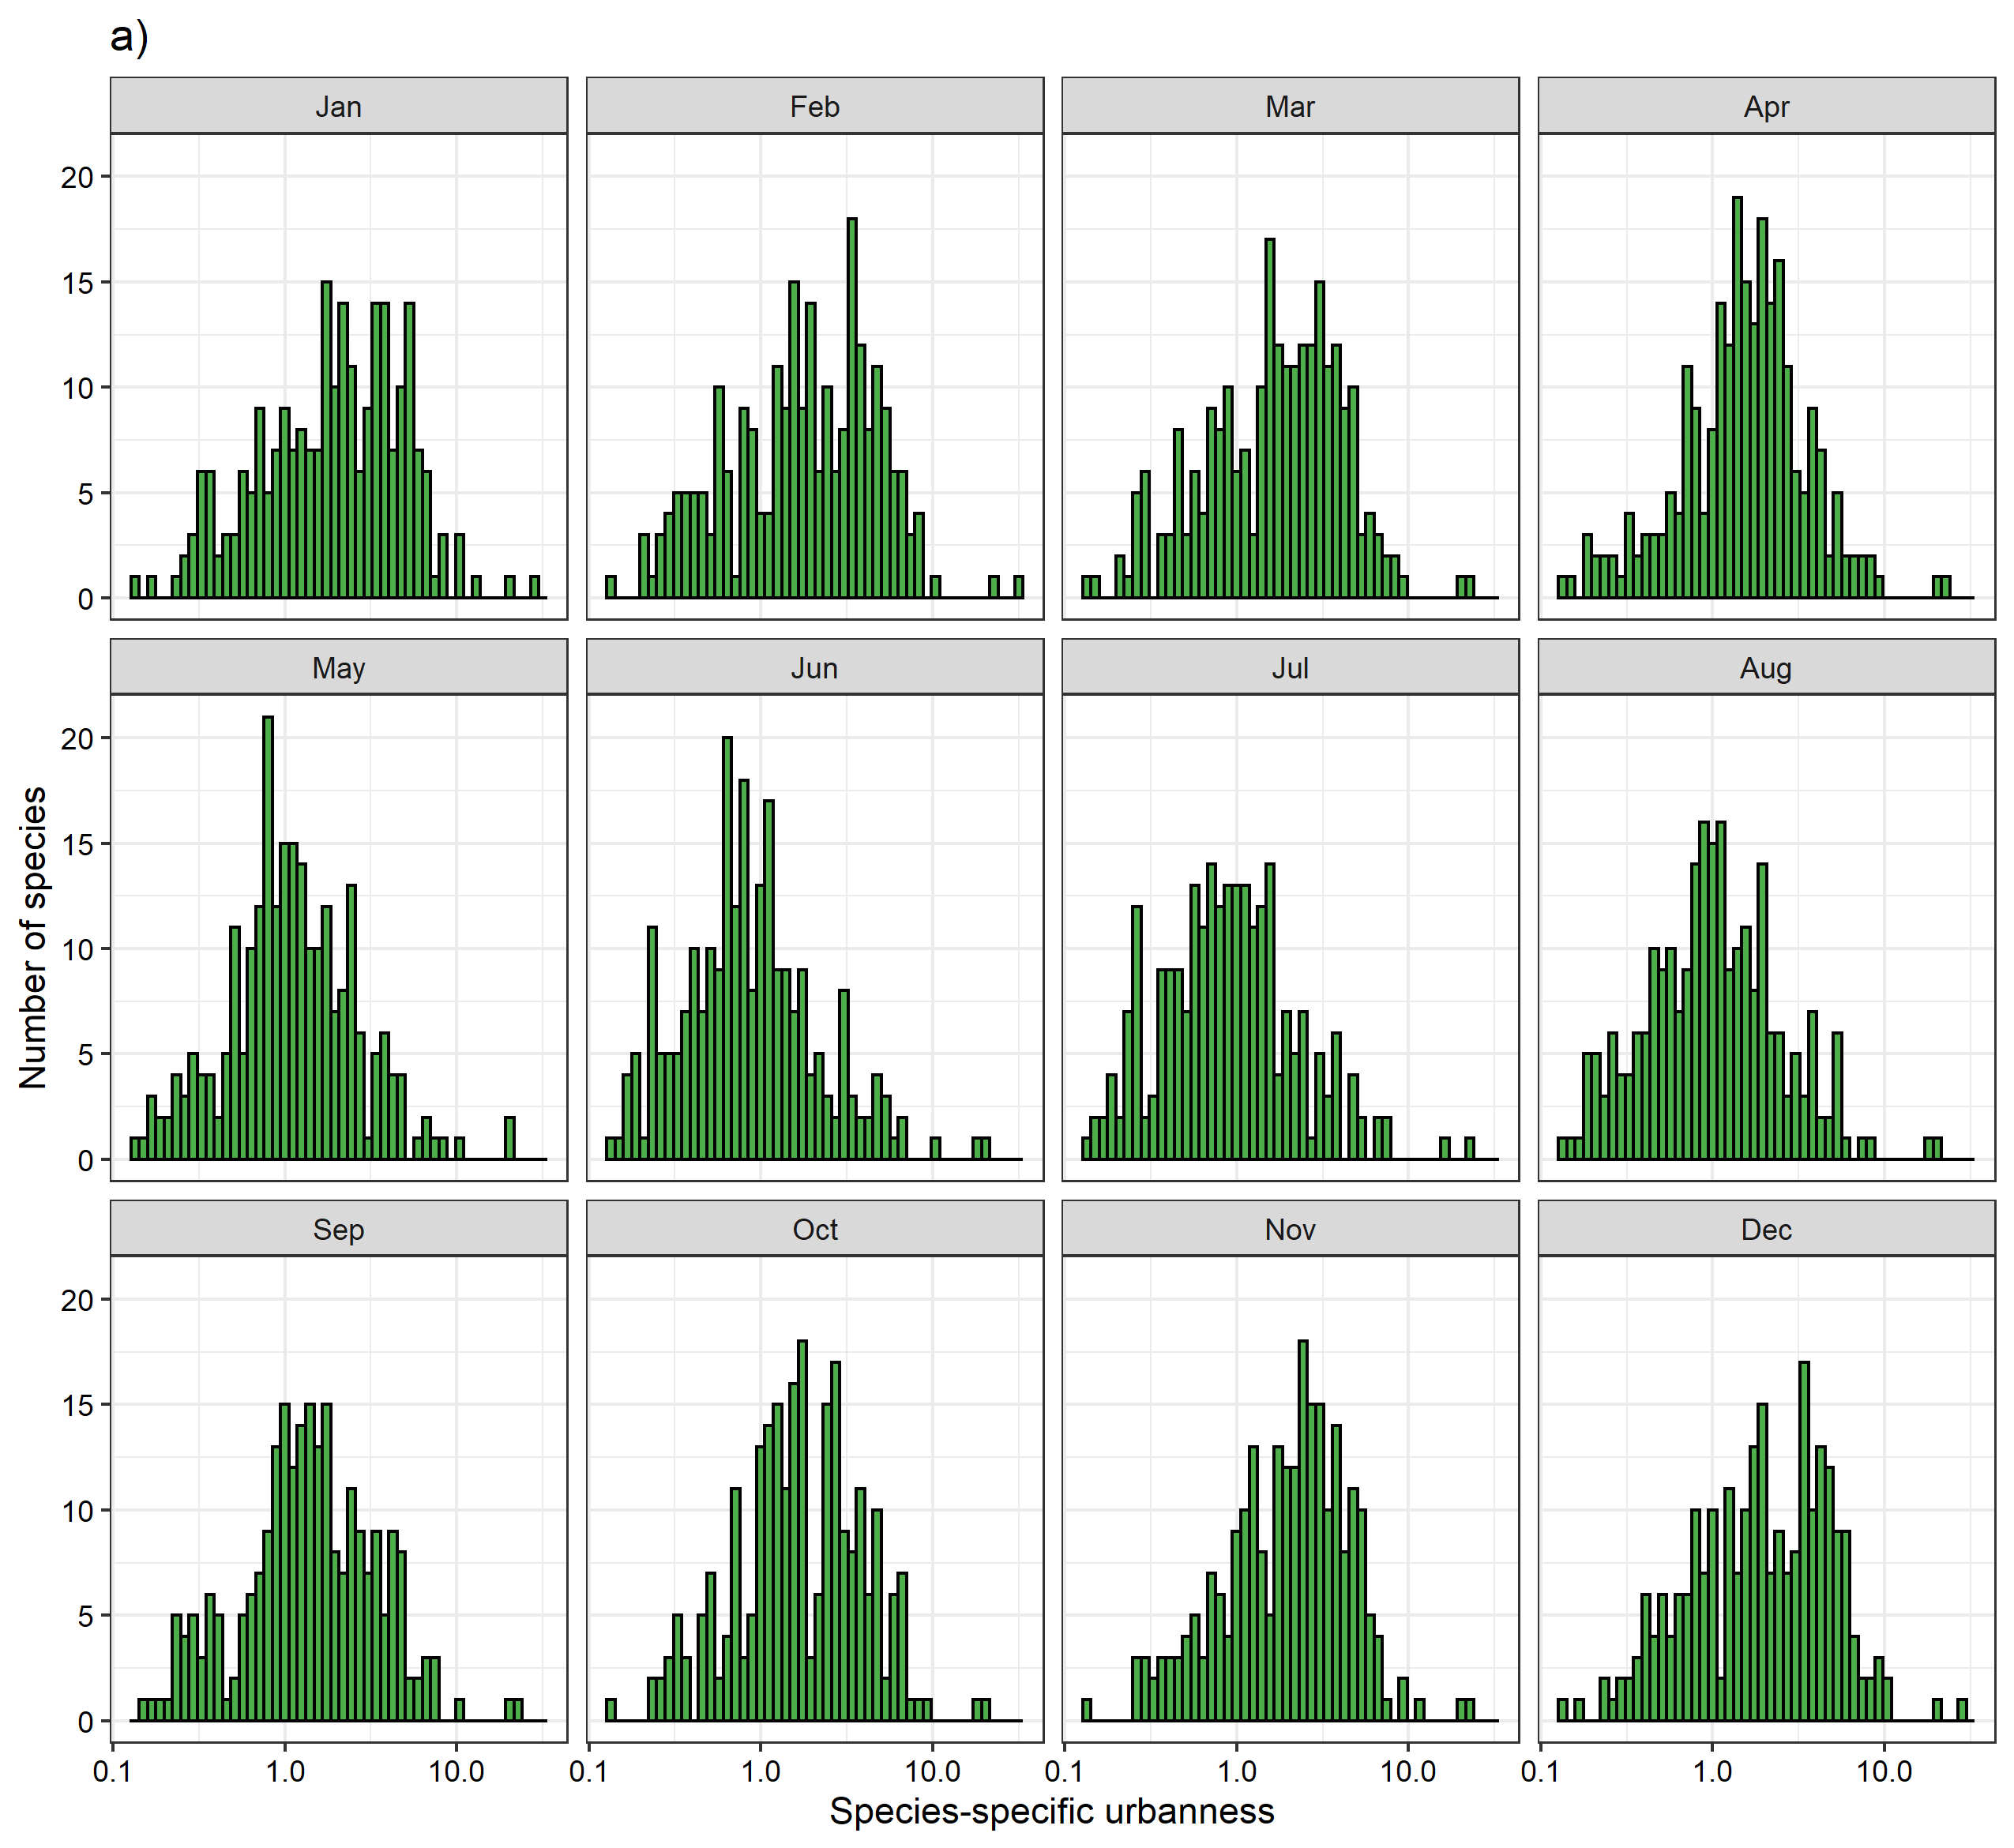 a)
Jan Feb Mar Apr
20
15
10
5
0
May Jun Jul Aug
20
15
10
5
0
Sep Oct Nov Dec
20
15
10
5
0
0.1 1.0 10.0 0.1 1.0 10.0 0.1 1.0 10.0 0.1 1.0 10.0
Number of species
Species-specific urbanness